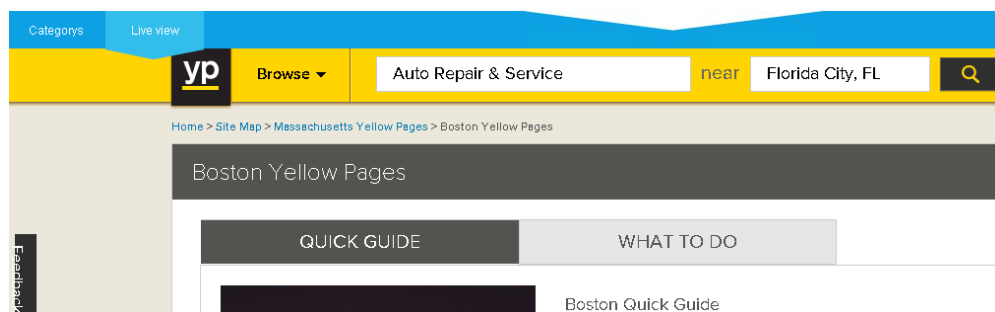 Categorys Live view
yp Browse Auto Repair & Service near Florida City, FL
Home > Site Map > Massachusetts Yellow Pages > Boston Yellow Pages
Boston Yellow Pages
QUICK GUIDE WHAT TO DO
Feedback
Boston Quick Guide